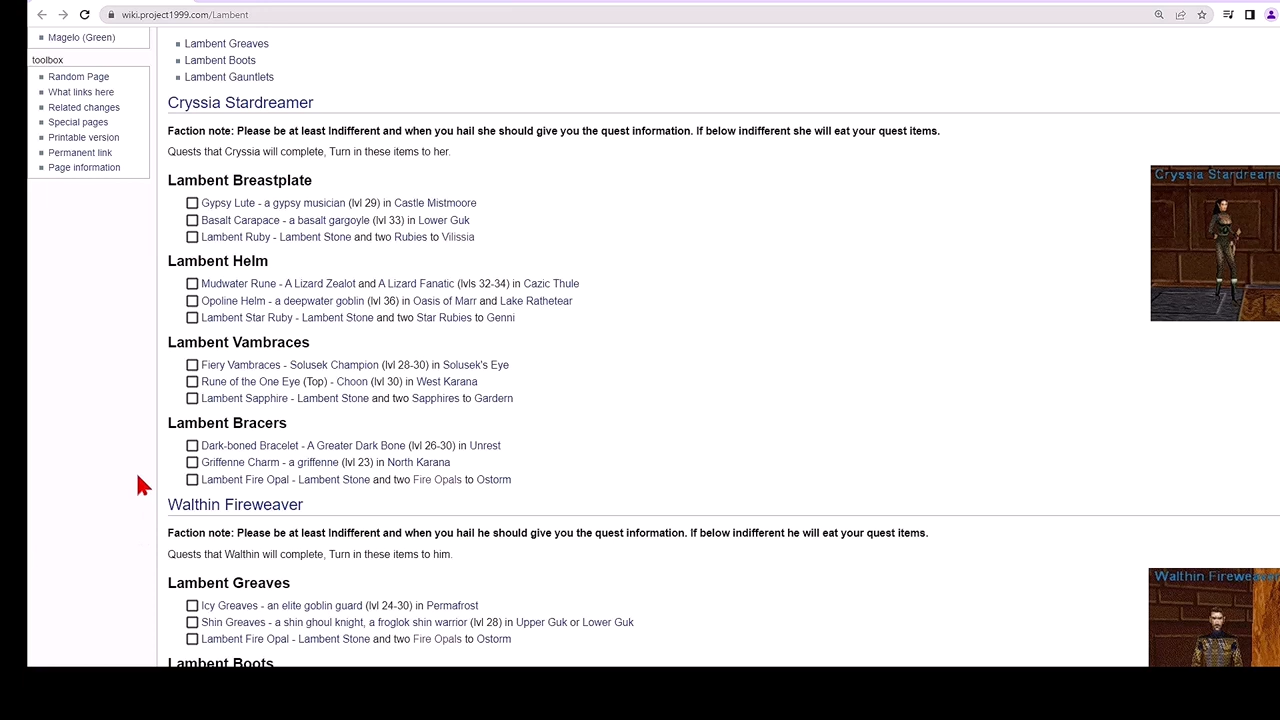 wiki.project1999.com/Lambent
Magelo (Green)
toolbox
Random Page
What links here
Related changes
Special pages
Printable version
Permanent link
Page information
Lambent Greaves
Lambent Boots
Lambent Gauntlets
Cryssia Stardreamer
Faction note: Please be at least Indifferent and when you hail she should give you the quest information. If below indifferent she will eat your quest items.
Quests that Cryssia will complete, Turn in these items to her.
Cryssia Stardreame
Lambent Breastplate
Gypsy Lute - a gypsy musician (lvl 29) in Castle Mistmoore
Basalt Carapace - a basalt gargoyle (lvl 33) in Lower Guk
Lambent Ruby - Lambent Stone and two Rubies to Vilissia
Lambent Helm
Mudwater Rune - A Lizard Zealot and A Lizard Fanatic (lvls 32-34) in Cazic Thule
Opoline Helm - a deepwater goblin (lvl 36) in Oasis of Marr and Lake Rathetear
Lambent Star Ruby - Lambent Stone and two Star Rubies to Genni
Lambent Vambraces
Fiery Vambraces - Solusek Champion (lvl 28-30) in Solusek's Eye
Rune of the One Eye (Top) - Choon (lvl 30) in West Karana
Lambent Sapphire - Lambent Stone and two Sapphires to Gardern
Lambent Bracers
Dark-boned Bracelet - A Greater Dark Bone (lvl 26-30) in Unrest
Griffenne Charm - a griffenne (lvl 23) in North Karana
Lambent Fire Opal - Lambent Stone and two Fire Opals to Ostorm
Walthin Fireweaver
Faction note: Please be at least Indifferent and when you hail he should give you the quest information. If below indifferent he will eat your quest items.
Quests that Walthin will complete, Turn in these items to him.
Walthin Fireweaver
Lambent Greaves
Icy Greaves - an elite goblin guard (lvl 24-30) in Permafrost
Shin Greaves - a shin ghoul knight, a froglok shin warrior (lvl 28) in Upper Guk or Lower Guk
Lambent Fire Opal - Lambent Stone and two Fire Opals to Ostorm
Lambent Boots